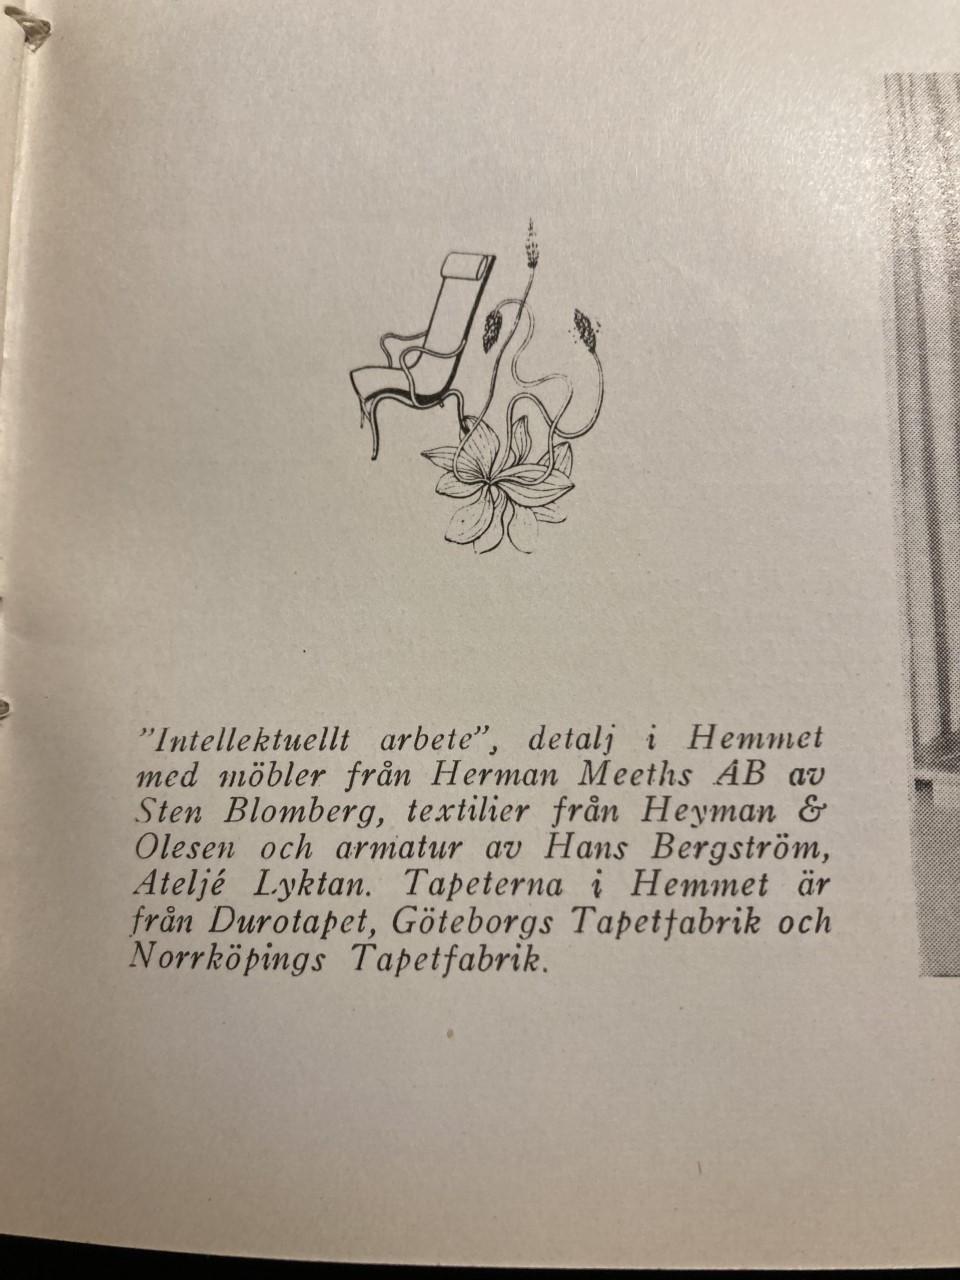 ”Intellektuellt arbete”, detalj i Hemmet
med möbler från Herman Meeths AB av
Sten Blomberg, textilier från Heyman &
Olesen och armatur av Hans Bergström,
Ateljé Lyktan. Tapeterna i Hemmet är
från Durotapet, Göteborgs Tapetfabrik och
Norrköpings Tapetfabrik.